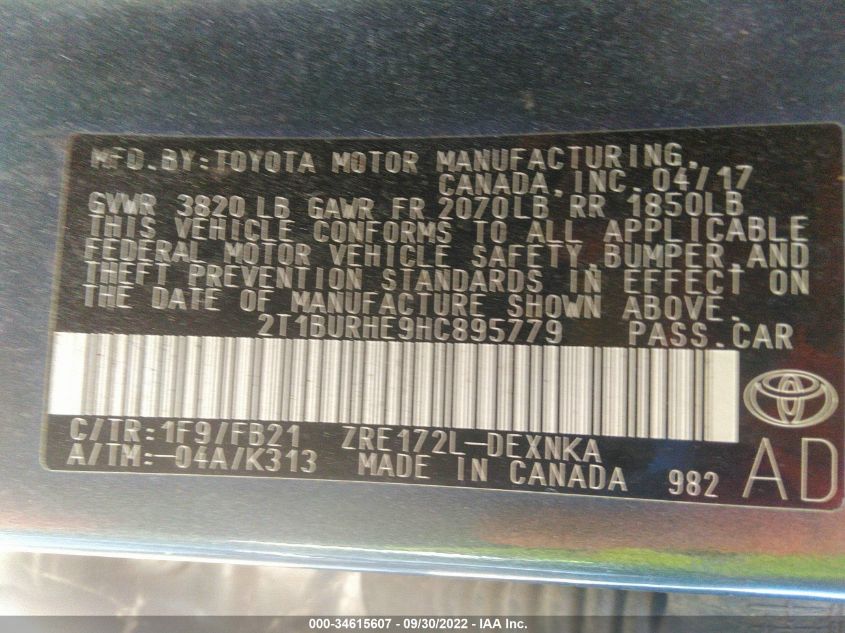 MFD. BY: TOYOTA MOTOR MANUFACTURING,
CANADA, INC. 04/17
GVWR 3820 LB GAWR FR 2070LB RR 1850LB
THIS VEHICLE CONFORMS TO ALL APPLICABLE
FEDERAL MOTOR VEHICLE SAFETY, BUMPER, AND
THEFT PREVENTION STANDARDS IN EFFECT ON
THE DATE OF MANUFACTURE SHOWN ABOVE.
2T1BURHE9HC895779 PASS. CAR
C/TR: 1F9/FB21 ZRE172L-DEXNKA
A/TM: -04A/K313 MADE IN CANADA 982 AD
000-34615607 - 09/30/2022 - IAA Inc.